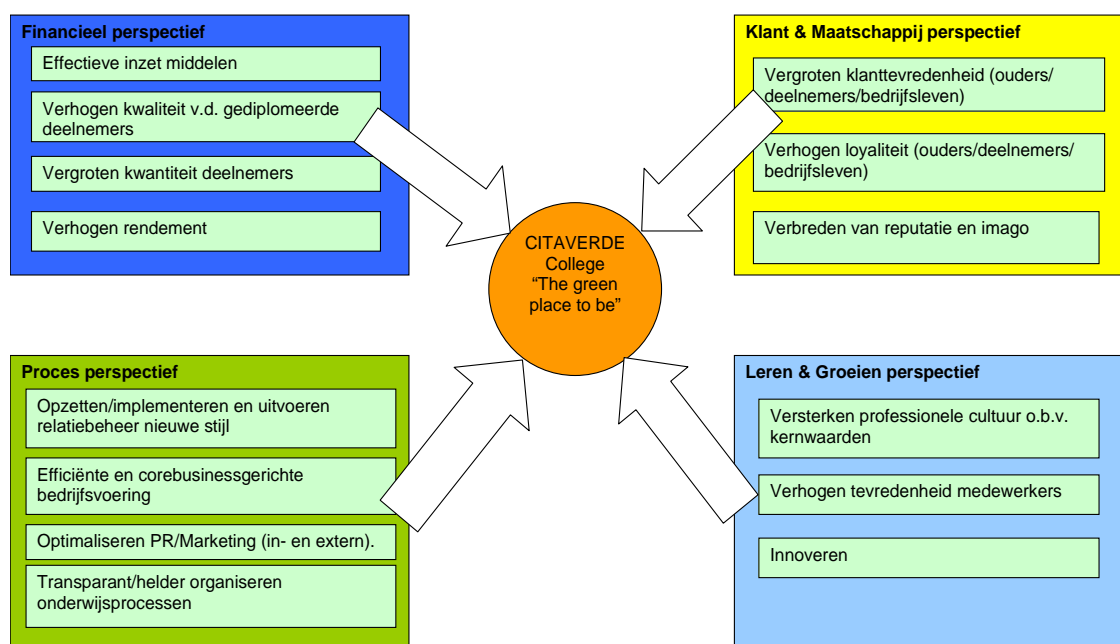 Financieel perspectief
Effectieve inzet middelen
Verhogen kwaliteit v.d. gediplomeerde
deelnemers
Vergroten kwantiteit deelnemers
Verhogen rendement
Klant & Maatschappij perspectief
Vergroten klanttevredenheid (ouders/
deelnemers/bedrijfsleven)
Verhogen loyaliteit (ouders/deelnemers/
bedrijfsleven)
Verbreden van reputatie en imago
CITAVERDE
College
“The green
place to be”
Proces perspectief
Opzetten/implementeren en uitvoeren
relatiebeheer nieuwe stijl
Efficiënte en corebusinessgerichte
bedrijfsvoering
Optimaliseren PR/Marketing (in- en extern).
Transparant/helder organiseren
onderwijsprocessen
Leren & Groeien perspectief
Versterken professionele cultuur o.b.v.
kernwaarden
Verhogen tevredenheid medewerkers
Innoveren